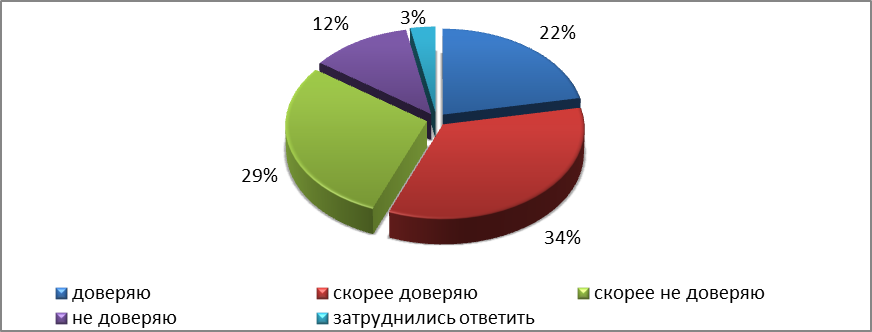 12%
3%
22%
29%
34%
доверяю
скорее доверяю
скорее не доверяю
не доверяю
затруднились ответить